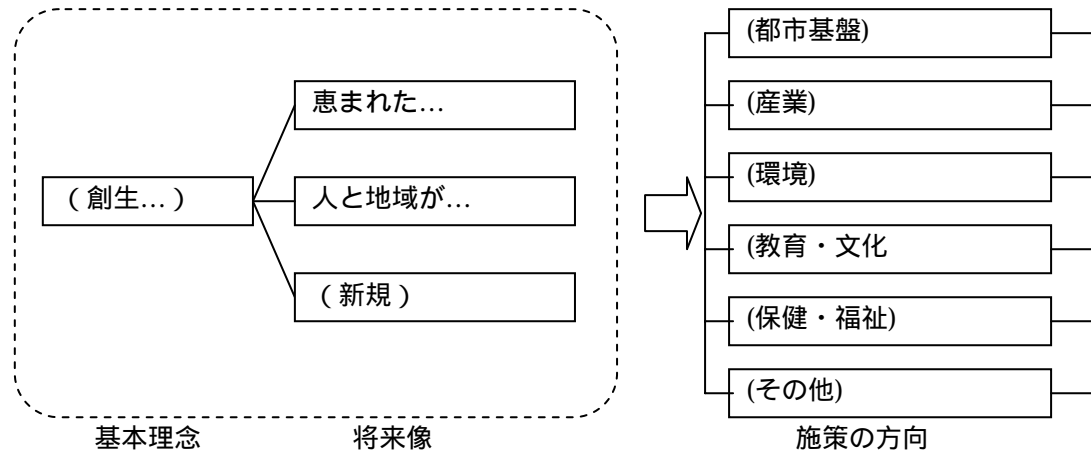 恵まれた…
（創生…）
人と地域が…
（新規）
基本理念
将来像
(都市基盤)
(産業)
(環境)
(教育・文化
(保健・福祉)
(その他)
施策の方向